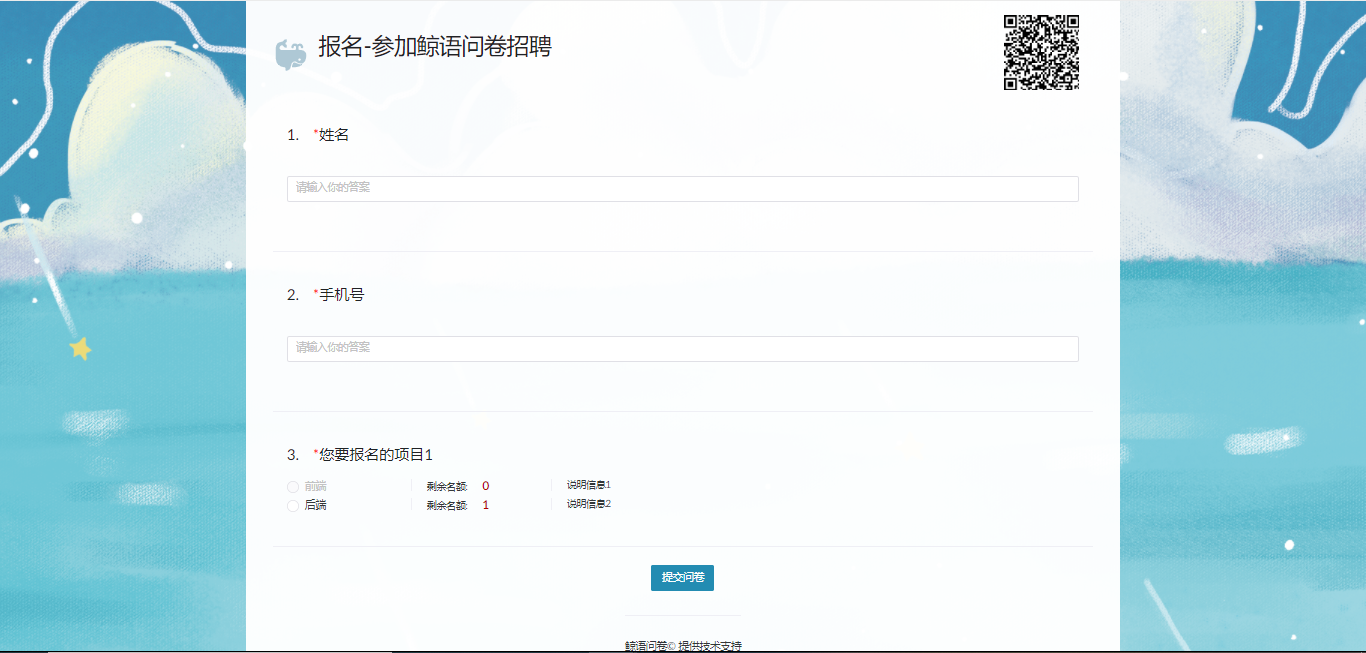 报名-参加鲸语问卷招聘
1. *姓名
请输入你的答案
2. *手机号
请输入你的答案
3. *您要报名的项目1
前端 剩余名额: 0 说明信息1
后端 剩余名额: 1 说明信息2
提交问卷
鲸语问卷© 提供技术支持